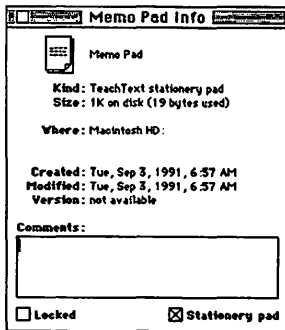 Memo Pad Info
Memo Pad
Kind: TeachText stationery pad
Size: 1K on disk (19 bytes used)
Where: Macintosh HD:
Created: Tue, Sep 3, 1991, 6:57 AM
Modified: Tue, Sep 3, 1991, 6:57 AM
Version: not available
Comments:
Locked
Stationery pad